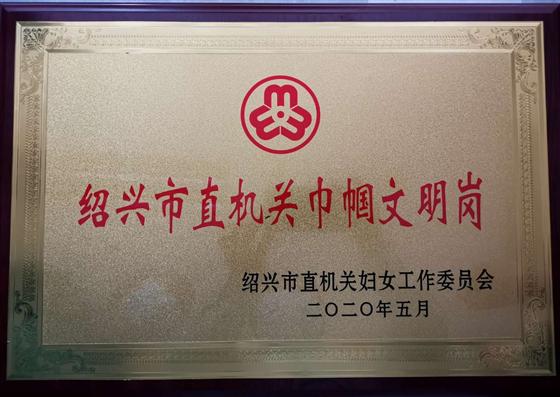 绍兴市直机关巾帼文明岗
绍兴市直机关妇女工作委员会
二〇二〇年五月